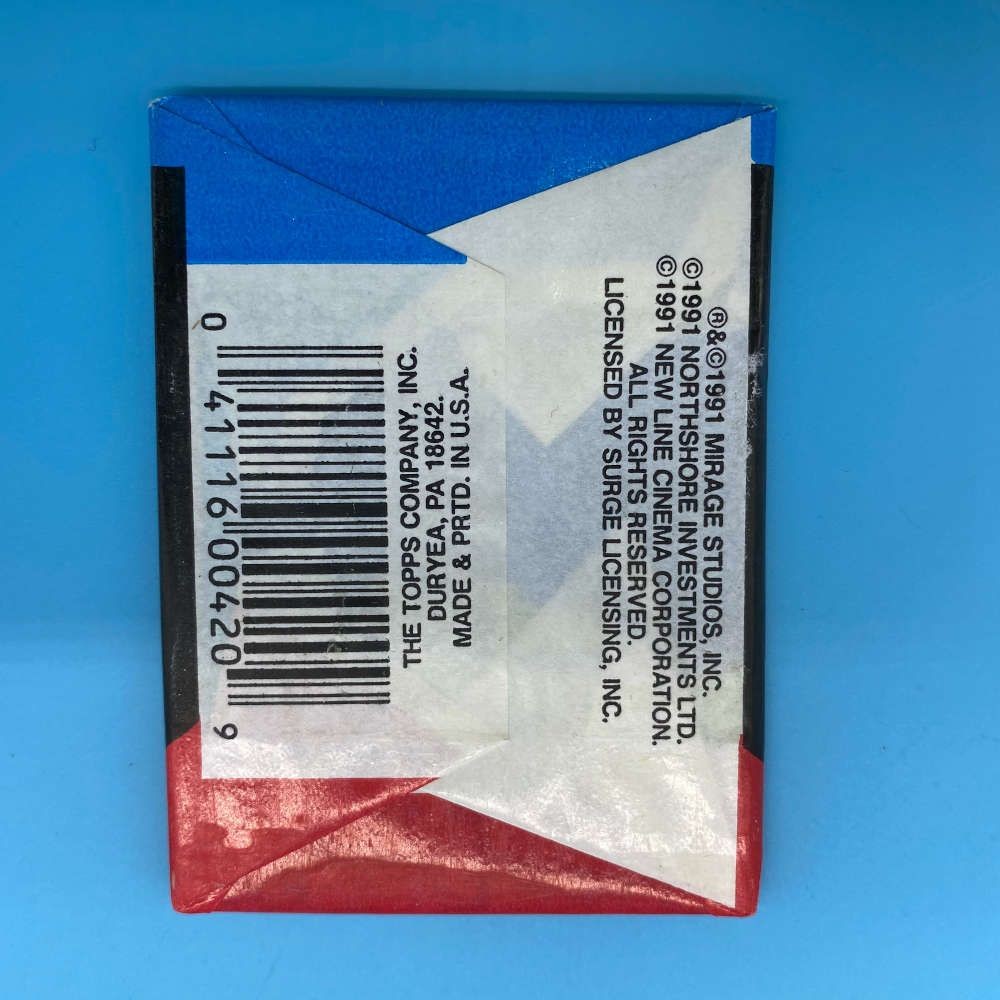 ®&©1991 MIRAGE STUDIOS, INC.
©1991 NORTHSHORE INVESTMENTS LTD.
©1991 NEW LINE CINEMA CORPORATION.
ALL RIGHTS RESERVED.
LICENSED BY SURGE LICENSING, INC.
THE TOPPS COMPANY, INC.
DURYEA, PA 18642.
MADE & PRTD. IN U.S.A.
0 41116 00420 9